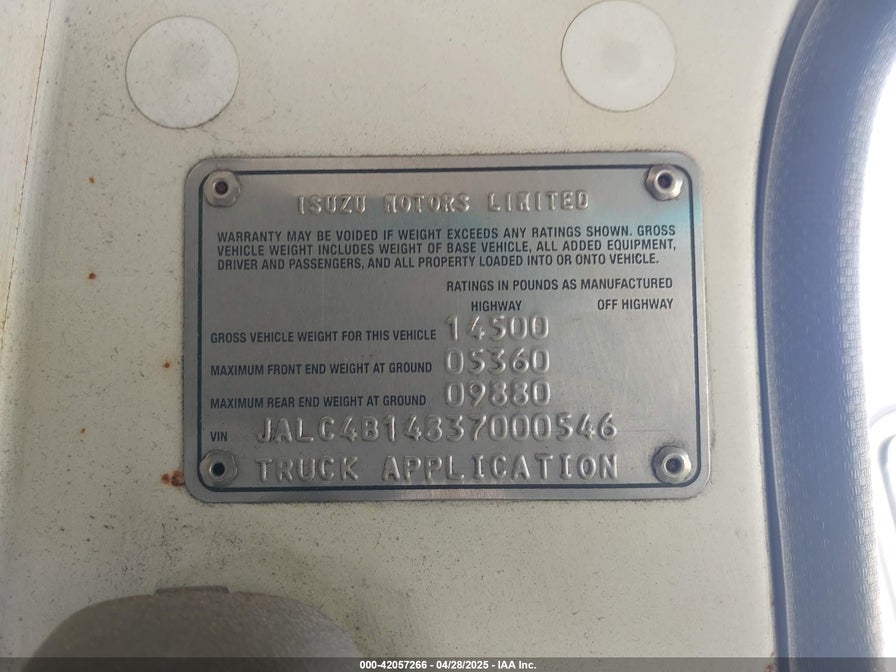 ISUZU MOTORS LIMITED
WARRANTY MAY BE VOIDED IF WEIGHT EXCEEDS ANY RATINGS SHOWN. GROSS
VEHICLE WEIGHT INCLUDES WEIGHT OF BASE VEHICLE, ALL ADDED EQUIPMENT,
DRIVER AND PASSENGERS, AND ALL PROPERTY LOADED INTO OR ONTO VEHICLE.
RATINGS IN POUNDS AS MANUFACTURED
HIGHWAY OFF HIGHWAY
GROSS VEHICLE WEIGHT FOR THIS VEHICLE 14500
MAXIMUM FRONT END WEIGHT AT GROUND 05360
MAXIMUM REAR END WEIGHT AT GROUND 09880
VIN JALC4B14837000546
TRUCK APPLICATION
000-42057266 - 04/28/2025 - IAA Inc.